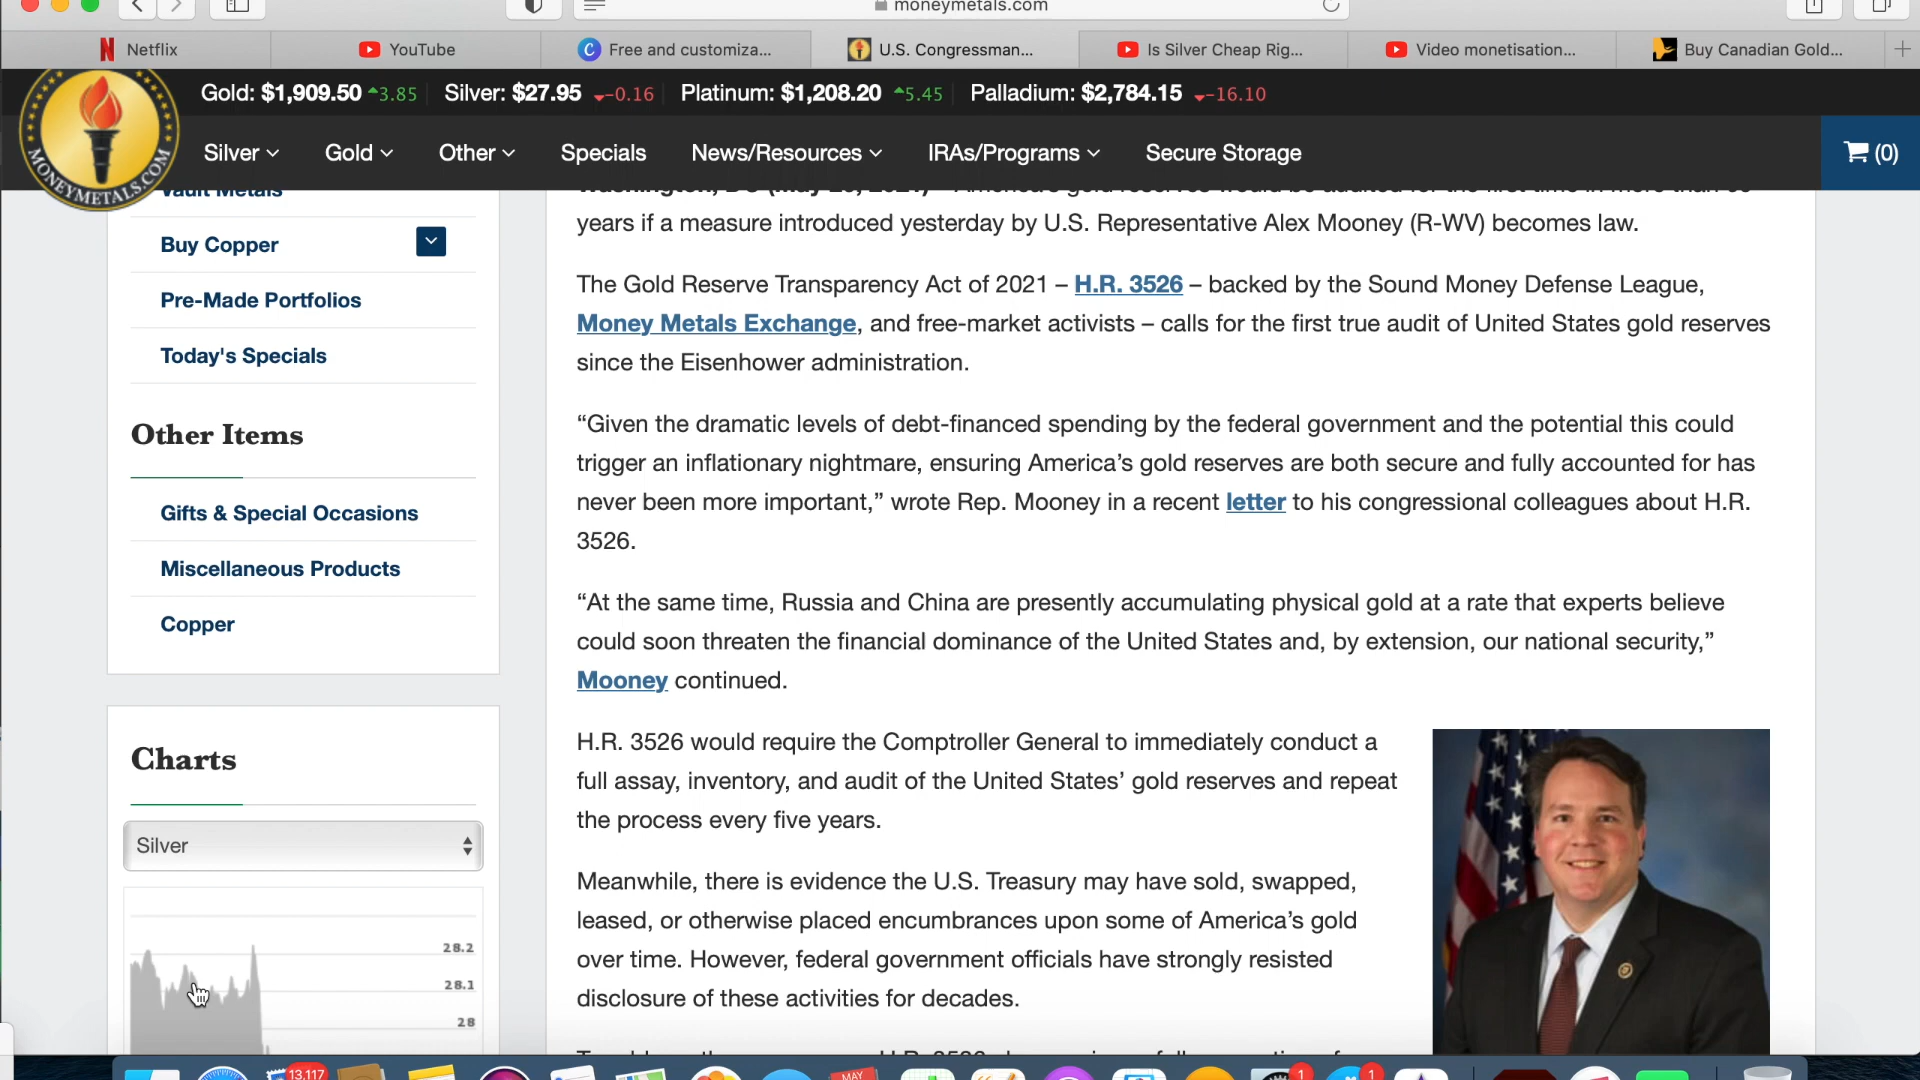 moneymetals.com
Netflix
YouTube
Free and customiza...
U.S. Congressman...
Is Silver Cheap Rig...
Video monetisation...
Buy Canadian Gold...
Gold: $1,909.50 3.85 Silver: $27.95 -0.16 Platinum: $1,208.20 5.45 Palladium: $2,784.15 -16.10
MONEYMETALS.COM
Silver Gold Other Specials News/Resources IRAs/Programs Secure Storage (0)
Vault Metals
Buy Copper
Pre-Made Portfolios
Today's Specials
Other Items
Gifts & Special Occasions
Miscellaneous Products
Copper
Charts
Silver
28.2
28.1
28
years if a measure introduced yesterday by U.S. Representative Alex Mooney (R-WV) becomes law.
The Gold Reserve Transparency Act of 2021 – H.R. 3526 – backed by the Sound Money Defense League,
Money Metals Exchange, and free-market activists – calls for the first true audit of United States gold reserves
since the Eisenhower administration.
“Given the dramatic levels of debt-financed spending by the federal government and the potential this could
trigger an inflationary nightmare, ensuring America’s gold reserves are both secure and fully accounted for has
never been more important,” wrote Rep. Mooney in a recent letter to his congressional colleagues about H.R.
3526.
“At the same time, Russia and China are presently accumulating physical gold at a rate that experts believe
could soon threaten the financial dominance of the United States and, by extension, our national security,”
Mooney continued.
H.R. 3526 would require the Comptroller General to immediately conduct a
full assay, inventory, and audit of the United States’ gold reserves and repeat
the process every five years.
Meanwhile, there is evidence the U.S. Treasury may have sold, swapped,
leased, or otherwise placed encumbrances upon some of America’s gold
over time. However, federal government officials have strongly resisted
disclosure of these activities for decades.
13,117
MAY
1
1